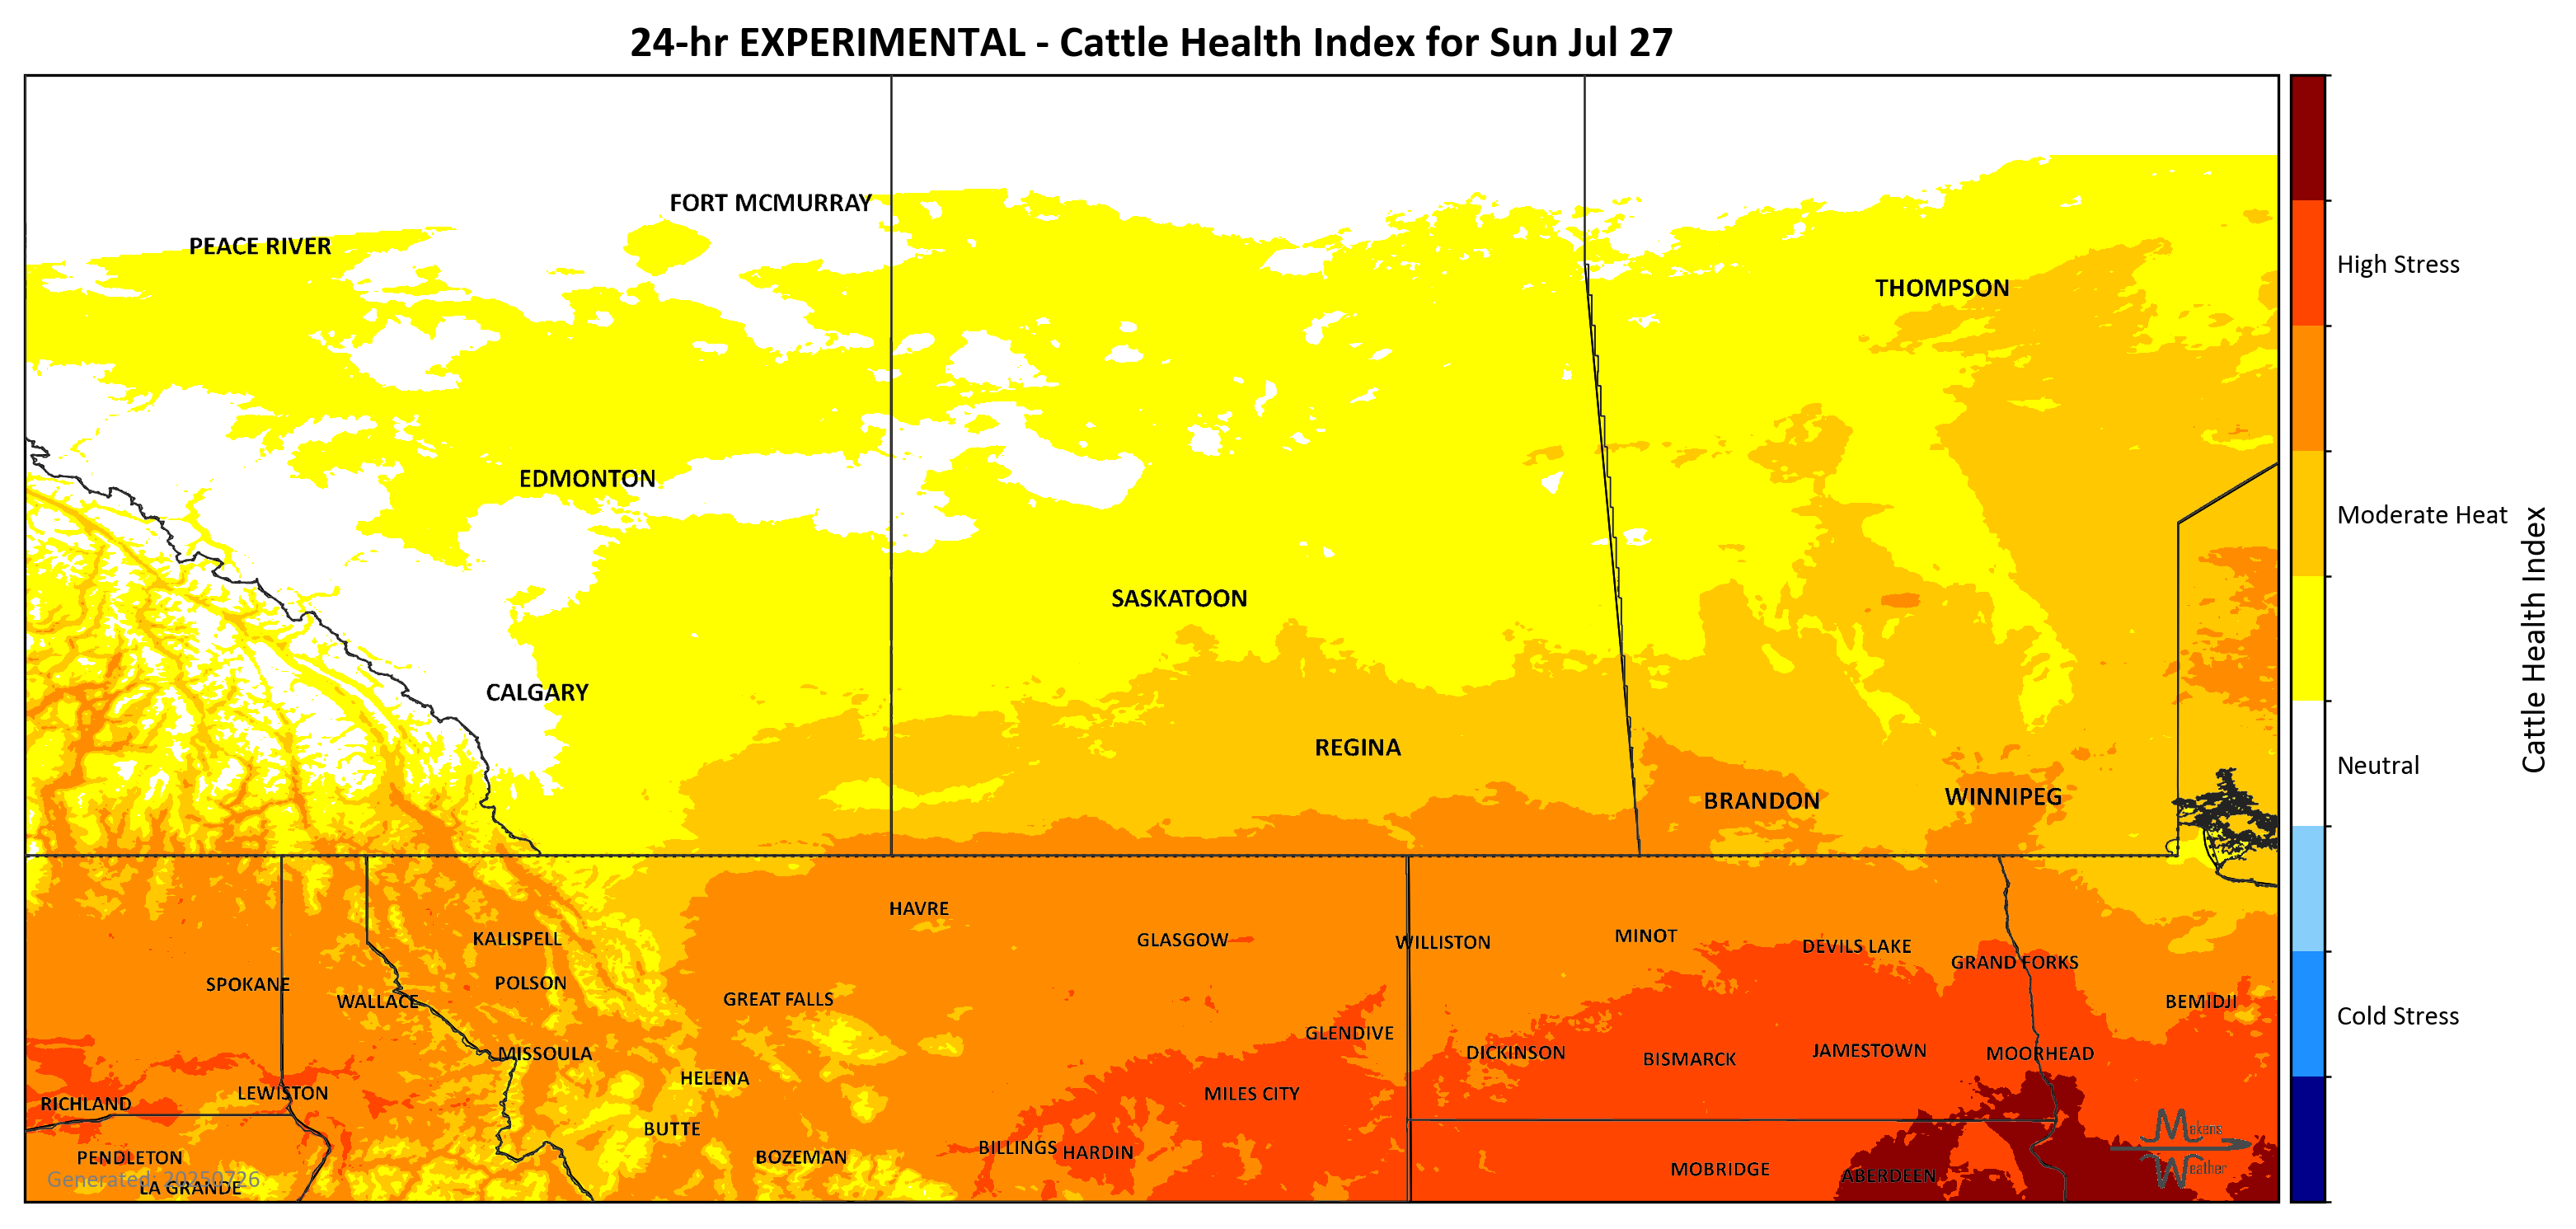 24-hr EXPERIMENTAL - Cattle Health Index for Sun Jul 27
FORT MCMURRAY
PEACE RIVER
High Stress
THOMPSON
EDMONTON
Moderate Heat
SASKATOON
Cattle Health Index
CALGARY
REGINA
Neutral
BRANDON
WINNIPEG
HAVRE
GLASGOW
WILLISTON
MINOT
DEVILS LAKE
KALISPELL
GRAND FORKS
SPOKANE
POLSON
WALLACE
GREAT FALLS
BEMIDJI
Cold Stress
GLENDIVE
MISSOULA
DICKINSON
BISMARCK
JAMESTOWN
MOORHEAD
HELENA
LEWISTON
MILES CITY
RICHLAND
BUTTE
Makens
Weather
BILLINGS
HARDIN
PENDLETON
BOZEMAN
MOBRIDGE
ABERDEEN
Generated: 20250726
LA GRANDE